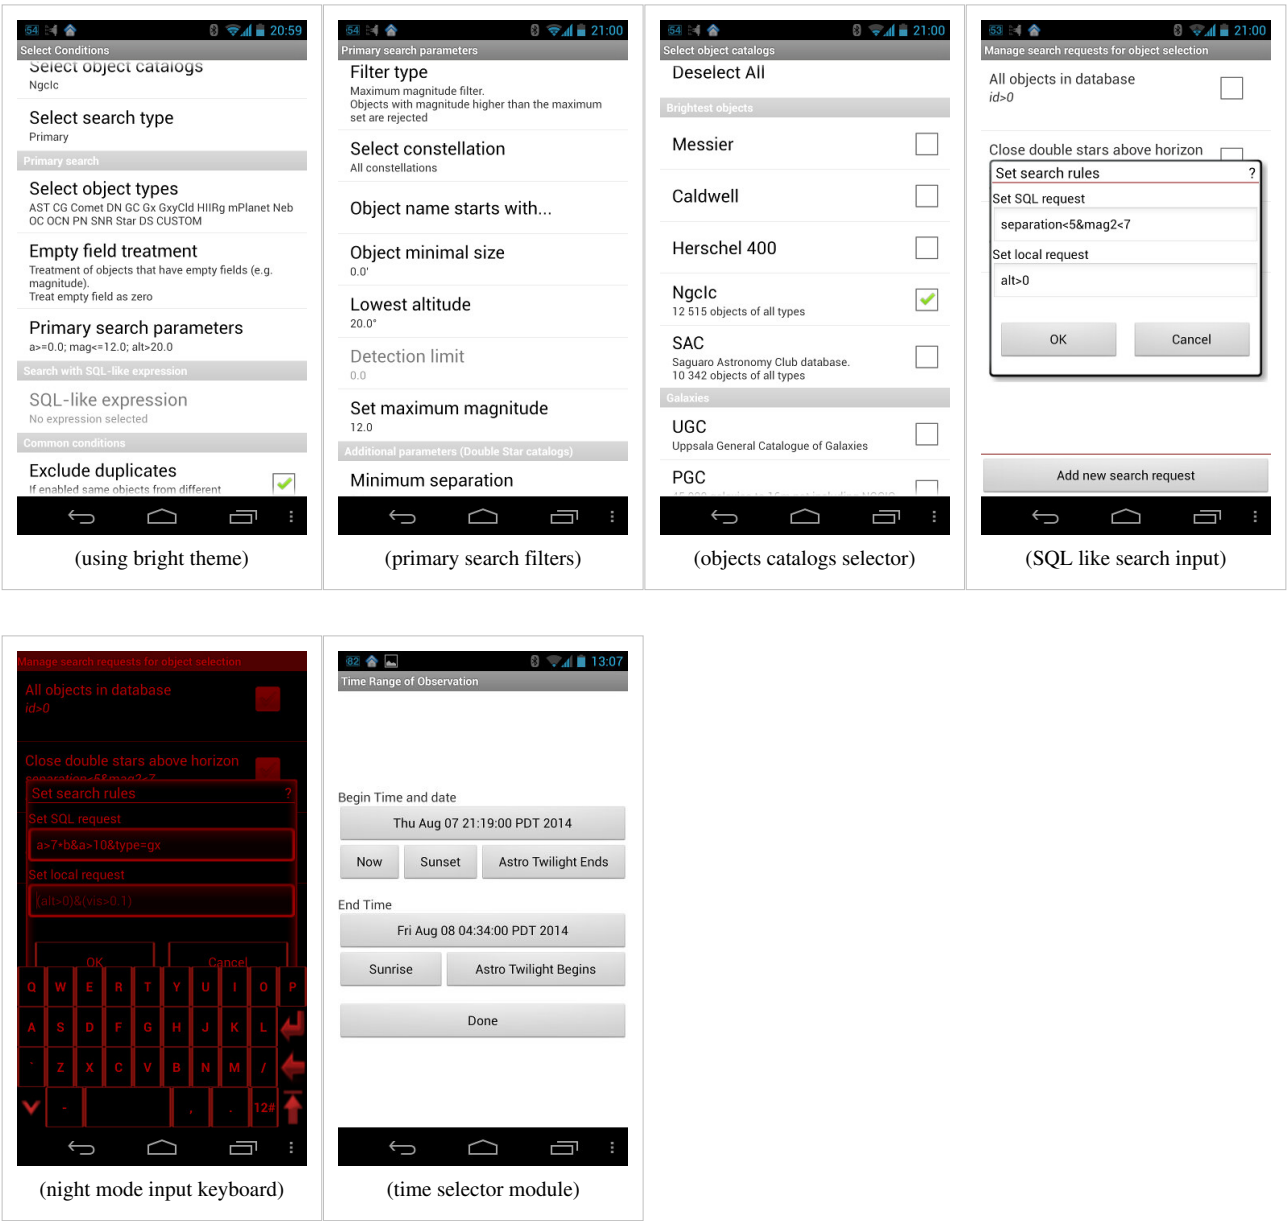 54 20:59
Select Conditions
Select object catalogs
NgcIc
Select search type
Primary
Primary search
Select object types
AST CG Comet DN GC Gx GxyCld HIIRg mPlanet Neb
OC OCN PN SNR Star DS CUSTOM
Empty field treatment
Treatment of objects that have empty fields (e.g.
magnitude).
Treat empty field as zero
Primary search parameters
a>=0.0; mag<=12.0; alt>20.0
Search with SQL-like expression
SQL-like expression
No expression selected
Common conditions
Exclude duplicates
If enabled same objects from different
(using bright theme)
54 21:00
Primary search parameters
Filter type
Maximum magnitude filter.
Objects with magnitude higher than the maximum
set are rejected
Select constellation
All constellations
Object name starts with...
Object minimal size
0.0'
Lowest altitude
20.0°
Detection limit
0.0
Set maximum magnitude
12.0
Additional parameters (Double Star catalogs)
Minimum separation
(primary search filters)
54 21:00
Select object catalogs
Deselect All
Brightest objects
Messier
Caldwell
Herschel 400
NgcIc
12 515 objects of all types
SAC
Saguaro Astronomy Club database.
10 342 objects of all types
Galaxies
UGC
Uppsala General Catalogue of Galaxies
PGC
(objects catalogs selector)
53 21:00
Manage search requests for object selection
All objects in database
id>0
Close double stars above horizon
Set search rules ?
Set SQL request
separation<5&mag2<7
Set local request
alt>0
OK Cancel
Add new search request
(SQL like search input)
Manage search requests for object selection
All objects in database
id>0
Close double stars above horizon
separation<5&mag2<7
Set search rules ?
Set SQL request
a>7*b&a>10&type=gx
Set local request
(alt>0)&(vis>0.1)
OK Cancel
Q W E R T Y U I O P
A S D F G H J K L
' Z X C V B N M /
- , . 12#
(night mode input keyboard)
82 13:07
Time Range of Observation
Begin Time and date
Thu Aug 07 21:19:00 PDT 2014
Now Sunset Astro Twilight Ends
End Time
Fri Aug 08 04:34:00 PDT 2014
Sunrise Astro Twilight Begins
Done
(time selector module)